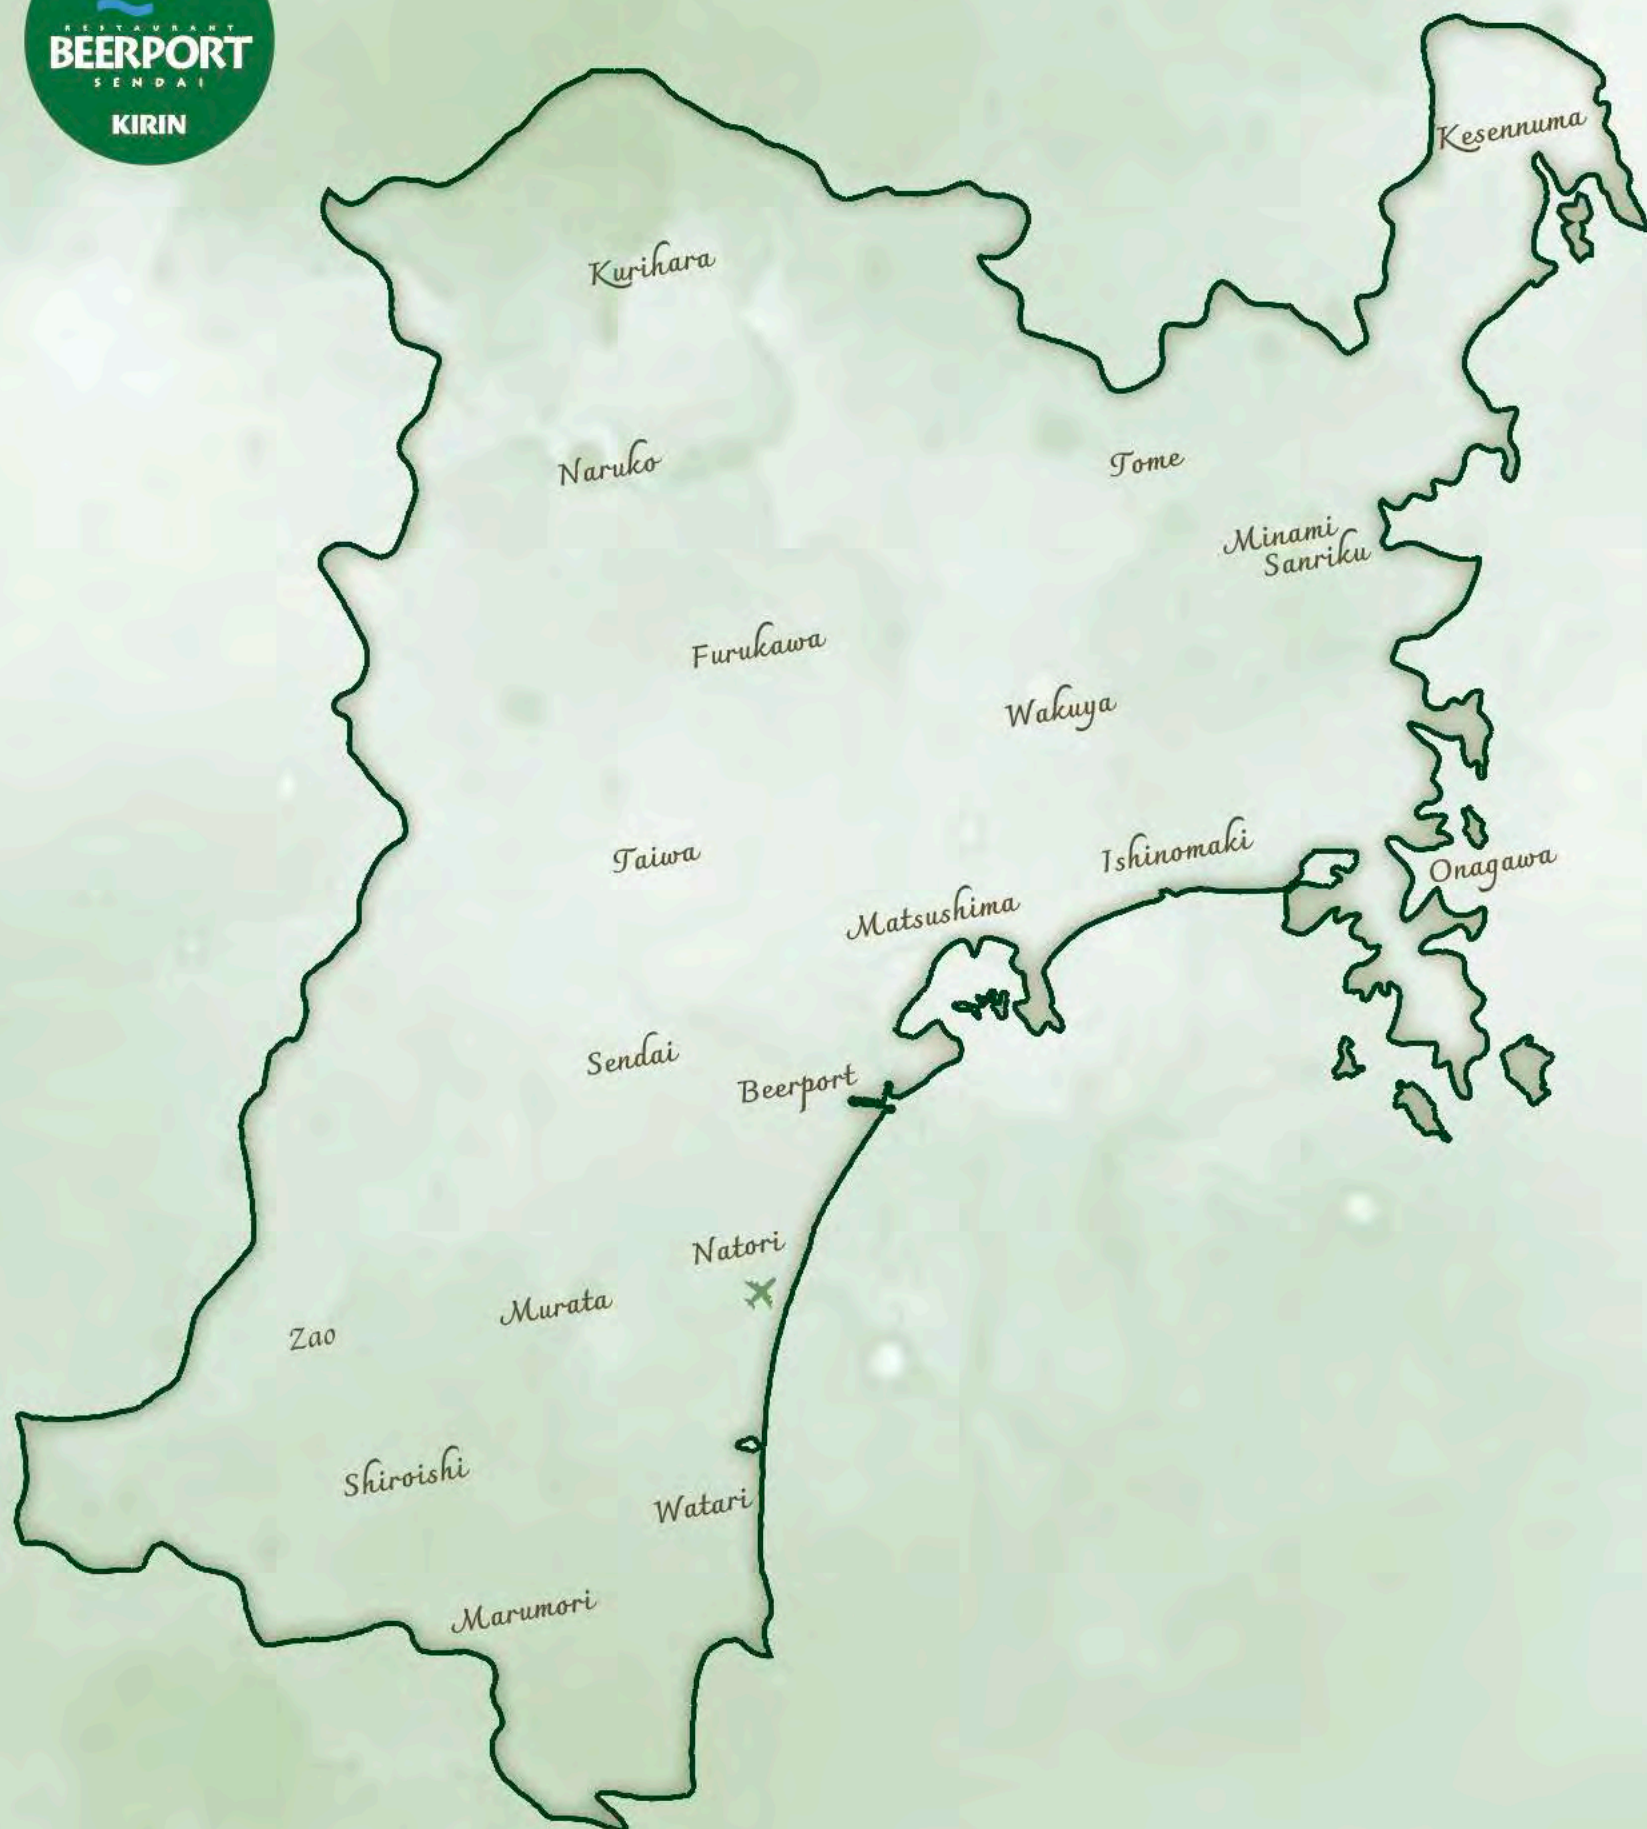 RESTAURANT
BEERPORT
SENDAI
KIRIN
Kesennuma
Kurihara
Naruko
Tome
Minami
Sanriku
Furukawa
Wakuya
Taiwa
Ishinomaki
Onagawa
Matsushima
Sendai
Beerport
Natori
Murata
Zao
Shiroishi
Watari
Marumori